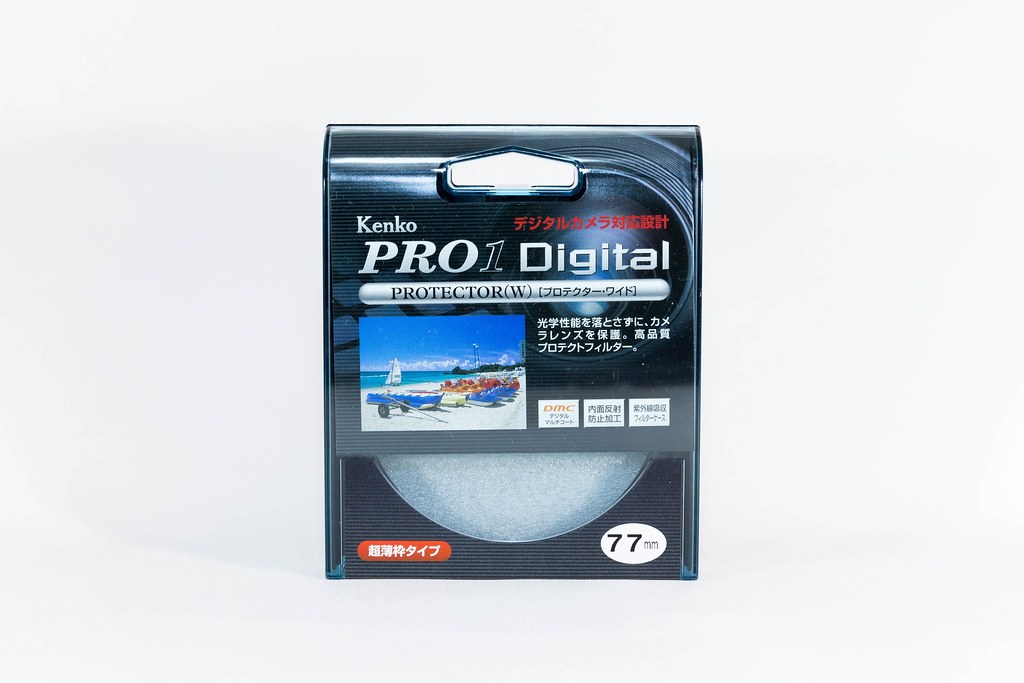 Kenko
デジタルカメラ対応設計
PRO1 Digital
PROTECTOR(W) [プロテクター・ワイド]
光学性能を落とさずに、カメ
ラレンズを保護。高品質
プロテクトフィルター。
DMC
デジタル
マルチコート
内面反射
防止加工
紫外線吸収
フィルターケース
超薄枠タイプ
77mm